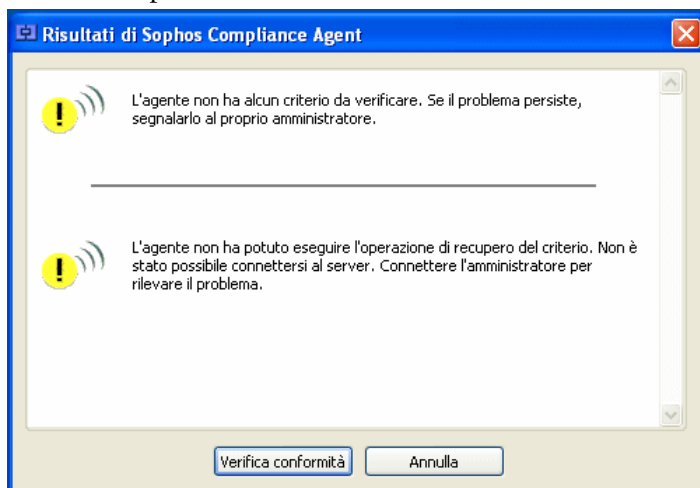 Risultati di Sophos Compliance Agent
L'agente non ha alcun criterio da verificare. Se il problema persiste,
segnalarlo al proprio amministratore.
L'agente non ha potuto eseguire l'operazione di recupero del criterio. Non è
stato possibile connettersi al server. Connettere l'amministratore per
rilevare il problema.
Verifica conformità
Annulla